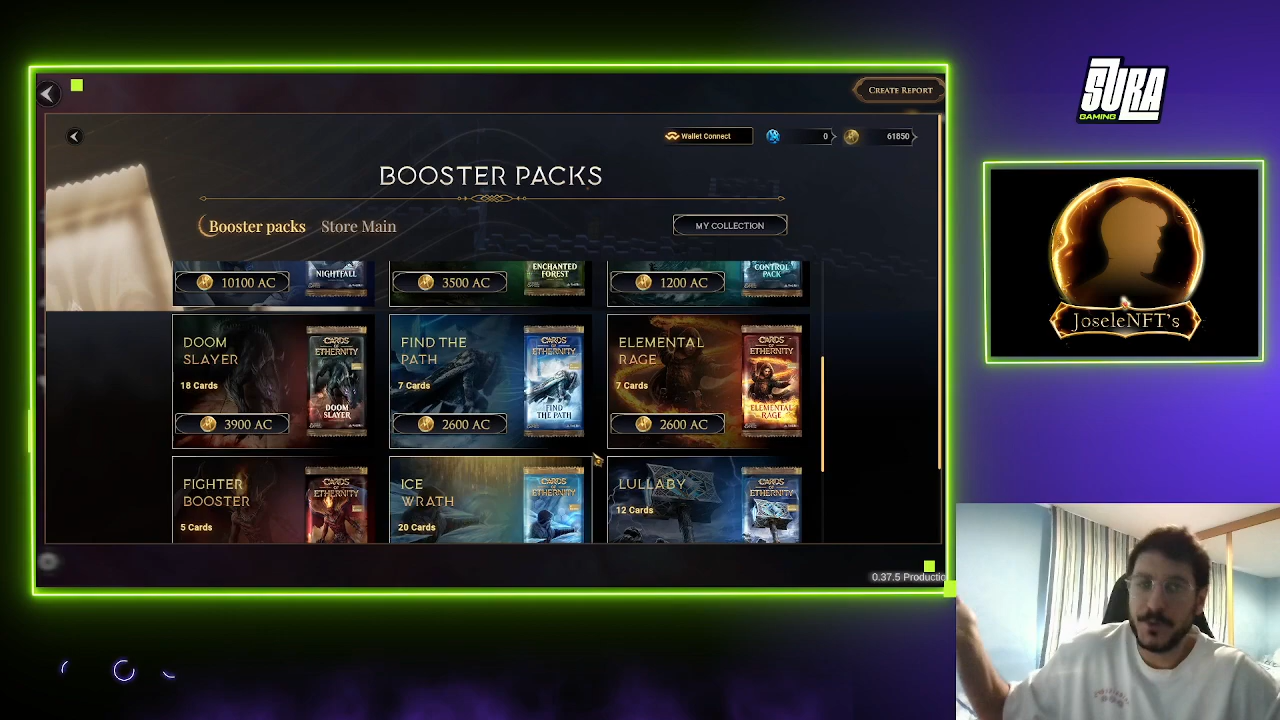 SURA
GAMING
CREATE REPORT
Wallet Connect
0
61850
BOOSTER PACKS
Booster packs
Store Main
MY COLLECTION
10100 AC
NIGHTFALL
3500 AC
ENCHANTED
FOREST
1200 AC
CONTROL
PACK
DOOM
SLAYER
18 Cards
3900 AC
CARDS
OF
ETHERNITY
DOOM
SLAYER
FIND THE
PATH
7 Cards
2600 AC
CARDS
OF
ETHERNITY
FIND
THE PATH
ELEMENTAL
RAGE
7 Cards
2600 AC
CARDS
OF
ETHERNITY
ELEMENTAL
RAGE
FIGHTER
BOOSTER
5 Cards
CARDS
OF
ETHERNITY
ICE
WRATH
20 Cards
CARDS
OF
ETHERNITY
LULLABY
12 Cards
CARDS
OF
ETHERNITY
0.37.5 Productio
JoseleNFT's